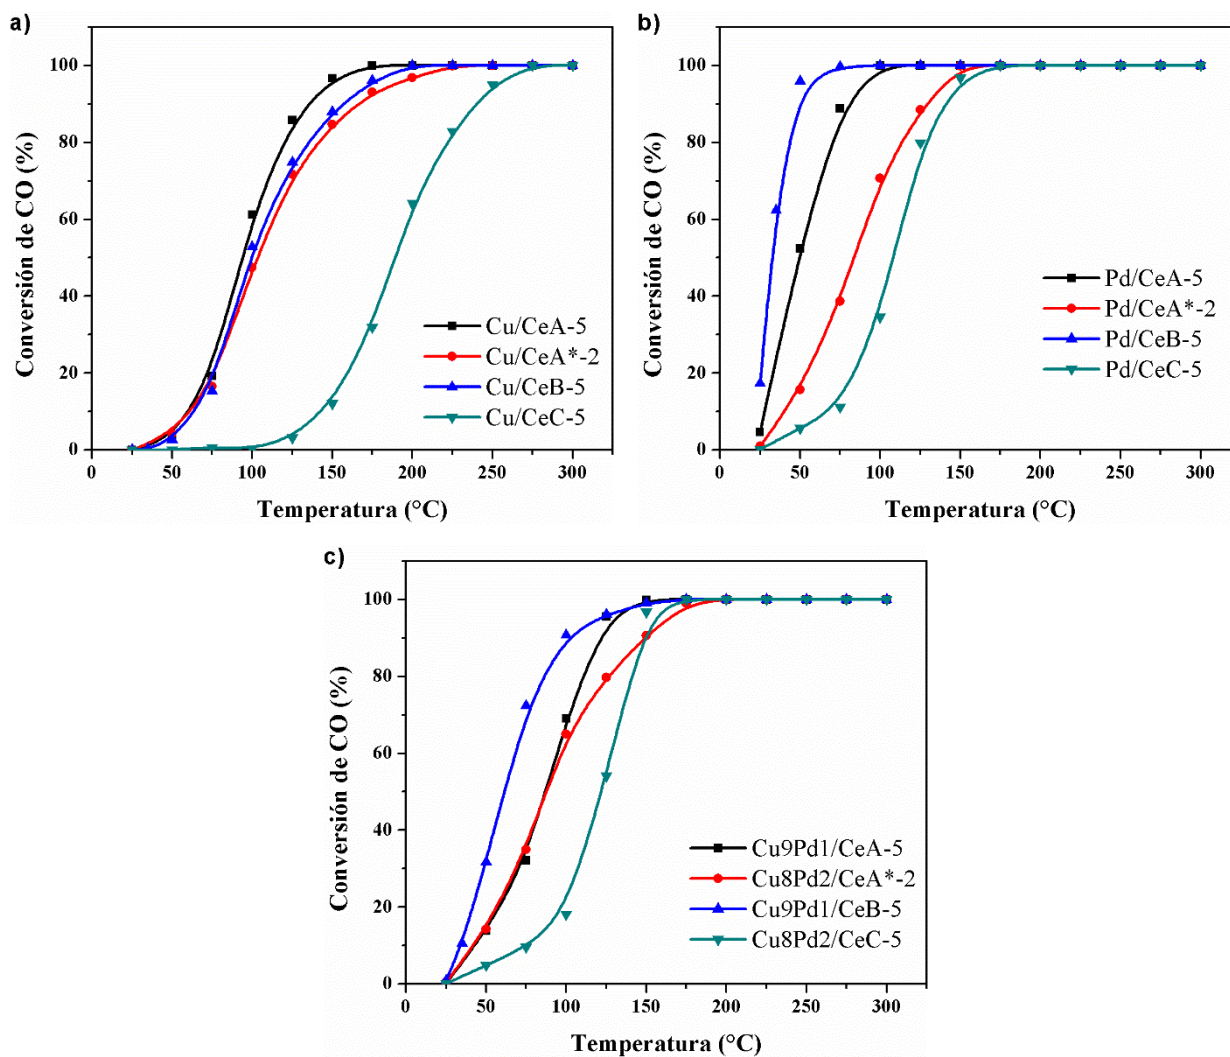 a)
Conversión de CO (%)
100
80
60
40
20
0
0
50
100
150
200
250
300
Temperatura (°C)
Cu/CeA-5
Cu/CeA*-2
Cu/CeB-5
Cu/CeC-5
b)
Conversión de CO (%)
100
80
60
40
20
0
0
50
100
150
200
250
300
Temperatura (°C)
Pd/CeA-5
Pd/CeA*-2
Pd/CeB-5
Pd/CeC-5
c)
Conversión de CO (%)
100
80
60
40
20
0
0
50
100
150
200
250
300
Temperatura (°C)
Cu9Pd1/CeA-5
Cu8Pd2/CeA*-2
Cu9Pd1/CeB-5
Cu8Pd2/CeC-5